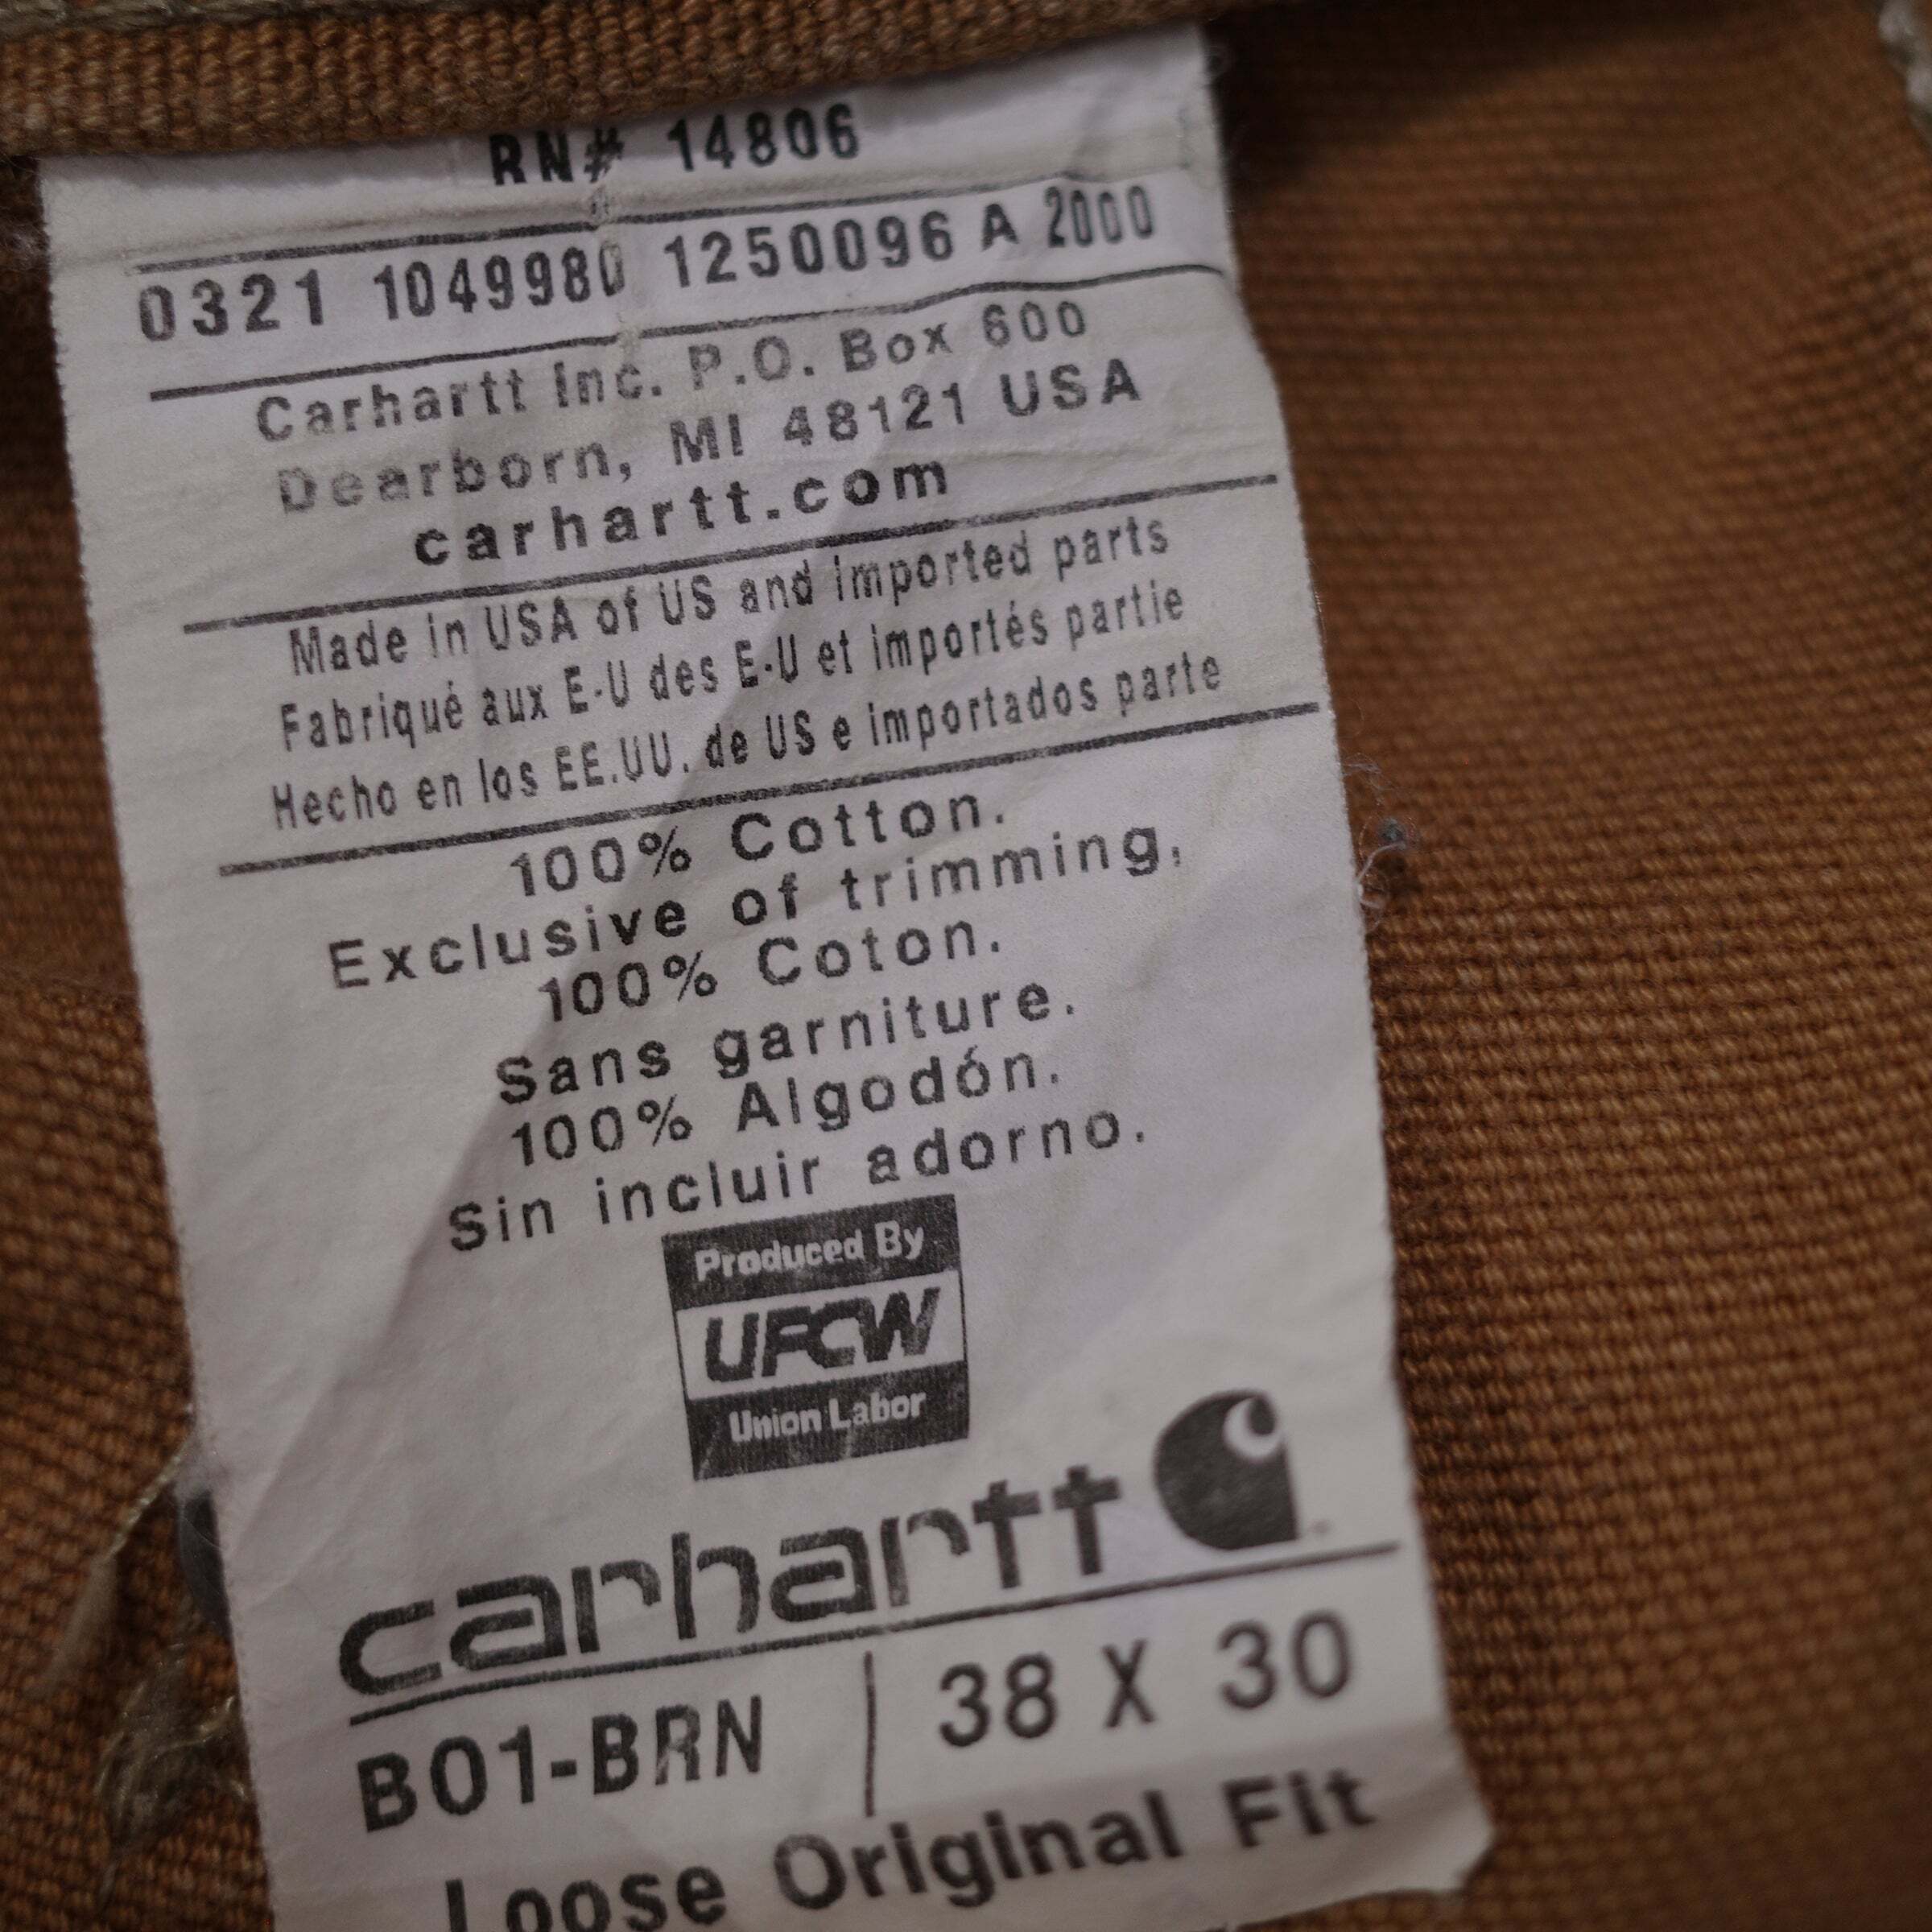 RN# 14806
0321 1049980 1250096 A 2000
Carhartt Inc. P.O. Box 600
Dearborn, MI 48121 USA
carhartt.com
Made in USA of US and imported parts
Fabriqué aux E-U des E-U et importés partie
Hecho en los EE.UU. de US e importados parte
100% Cotton.
Exclusive of trimming.
100% Coton.
Sans garniture.
100% Algodón.
Sin incluir adorno.
Produced By
UFCW
Union Labor
carhartt
B01-BRN | 38 X 30
Loose Original Fit